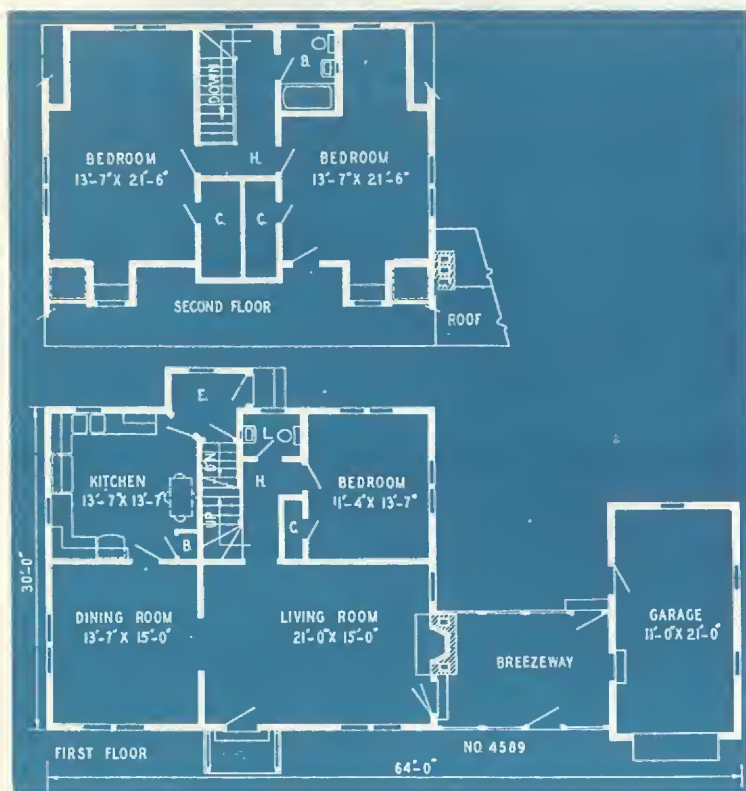 B.
DOWN
BEDROOM
13'-7" X 21'-6"
H.
BEDROOM
13'-7" X 21'-6"
C.
C.
SECOND FLOOR
ROOF
E.
L.
KITCHEN
13'-7" X 13'-7"
DN
H.
BEDROOM
11'-4" X 13'-7"
UP
C.
B.
30'-0"
DINING ROOM
13'-7" X 15'-0"
LIVING ROOM
21'-0" X 15'-0"
BREEZEWAY
GARAGE
11'-0" X 21'-0"
FIRST FLOOR
NO. 4589
64'-0"